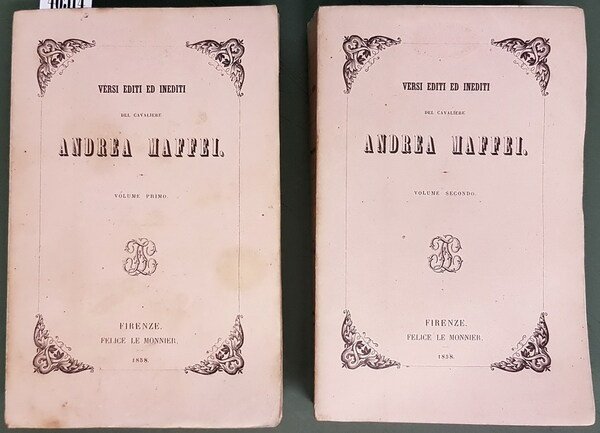 VERSI EDITI ED INEDITI
DEL CAVALIERE
ANDREA MAFFEI.
VOLUME PRIMO.
FIRENZE.
FELICE LE MONNIER.
1858.
VERSI EDITI ED INEDITI
DEL CAVALIERE
ANDREA MAFFEI.
VOLUME SECONDO.
FIRENZE.
FELICE LE MONNIER.
1858.